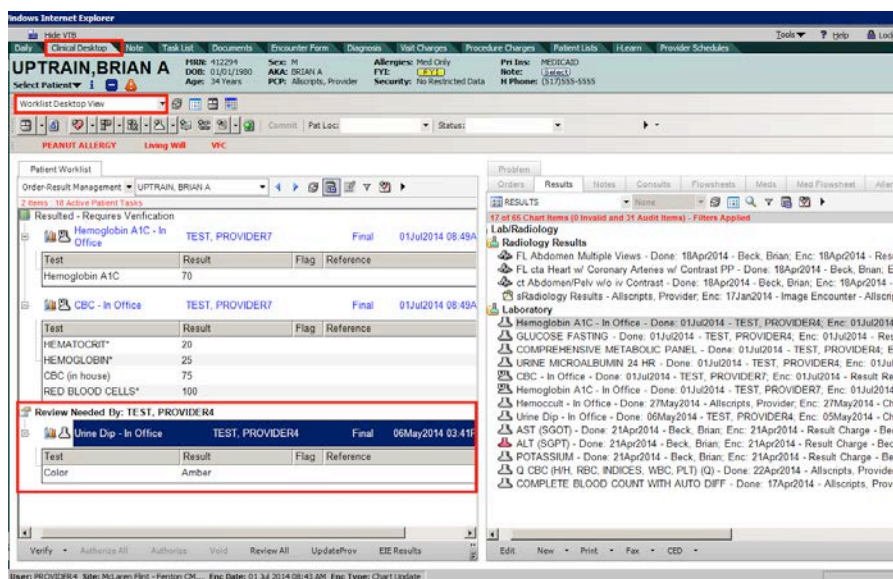 indows Internet Explorer
Hide VTB Tools ? Help Lock
Daily Clinical Desktop Note Task List Documents Encounter Form Diagnosis Visit Charges Procedure Charges Patient Lists iLearn Provider Schedules
UPTRAIN,BRIAN A MRN: 412294 Sex: M Allergies: Med Only Pri Ins: MEDICAID
DOB: 01/01/1980 AKA: BRIAN A FYI: FYI Note: (Select)
Select Patient i Age: 34 Years PCP: Allscripts, Provider Security: No Restricted Data H Phone: (517)555-5555
Worklist Desktop View
Commit Pat Loc: Status:
PEANUT ALLERGY Living Will VFC
Patient Worklist
Order-Result Management UPTRAIN, BRIAN A
2 Items 18 Active Patient Tasks
Resulted - Requires Verification
Hemoglobin A1C - In Office TEST, PROVIDER7 Final 01Jul2014 08:49A
Test Result Flag Reference
Hemoglobin A1C 70
CBC - In Office TEST, PROVIDER7 Final 01Jul2014 08:49A
Test Result Flag Reference
HEMATOCRIT* 20
HEMOGLOBIN* 25
CBC (in house) 75
RED BLOOD CELLS* 100
Review Needed By: TEST, PROVIDER4
Urine Dip - In Office TEST, PROVIDER4 Final 06May2014 03:41P
Test Result Flag Reference
Color Amber
Verify Authorize All Authorize Void Review All UpdateProv EIE Results
Problem
Orders Results Notes Consults Flowsheets Meds Med Flowsheet Aller
RESULTS None
17 of 65 Chart Items (0 Invalid and 31 Audit Items) - Filters Applied
Lab/Radiology
Radiology Results
FL Abdomen Multiple Views - Done: 18Apr2014 - Beck, Brian; Enc: 18Apr2014 - Res
FL cta Heart w/ Coronary Arteries w/ Contrast PP - Done: 18Apr2014 - Beck, Brian; E
ct Abdomen/Pelv w/o iv Contrast - Done: 18Apr2014 - Beck, Brian; Enc: 18Apr2014 -
sRadiology Results - Allscripts, Provider; Enc: 17Jan2014 - Image Encounter - Allscrip
Laboratory
Hemoglobin A1C - In Office - Done: 01Jul2014 - TEST, PROVIDER4; Enc: 01Jul2014
GLUCOSE FASTING - Done: 01Jul2014 - TEST, PROVIDER4; Enc: 01Jul2014 - Res
COMPREHENSIVE METABOLIC PANEL - Done: 01Jul2014 - TEST, PROVIDER4; E
URINE MICROALBUMIN 24 HR - Done: 01Jul2014 - TEST, PROVIDER4; Enc: 01Jul
CBC - In Office - Done: 01Jul2014 - TEST, PROVIDER7; Enc: 01Jul2014 - Result Re
Hemoglobin A1C - In Office - Done: 01Jul2014 - TEST, PROVIDER7; Enc: 01Jul2014
Hemoccult - In Office - Done: 27May2014 - Allscripts, Provider; Enc: 27May2014 - Ch
Urine Dip - In Office - Done: 06May2014 - TEST, PROVIDER4; Enc: 05May2014 - Ch
AST (SGOT) - Done: 21Apr2014 - Beck, Brian; Enc: 21Apr2014 - Result Charge - Be
ALT (SGPT) - Done: 21Apr2014 - Beck, Brian; Enc: 21Apr2014 - Result Charge - Bec
POTASSIUM - Done: 21Apr2014 - Beck, Brian; Enc: 21Apr2014 - Result Charge - Be
Q CBC (H/H, RBC, INDICES, WBC, PLT) (Q) - Done: 22Apr2014 - Allscripts, Provide
COMPLETE BLOOD COUNT WITH AUTO DIFF - Done: 17Apr2014 - Allscripts, Prov
Edit New Print Fax CED
User: PROVIDER4 Site: McLaren Flint - Fenton CM... Enc Date: 01 Jul 2014 08:43 AM Enc Type: Chart Update